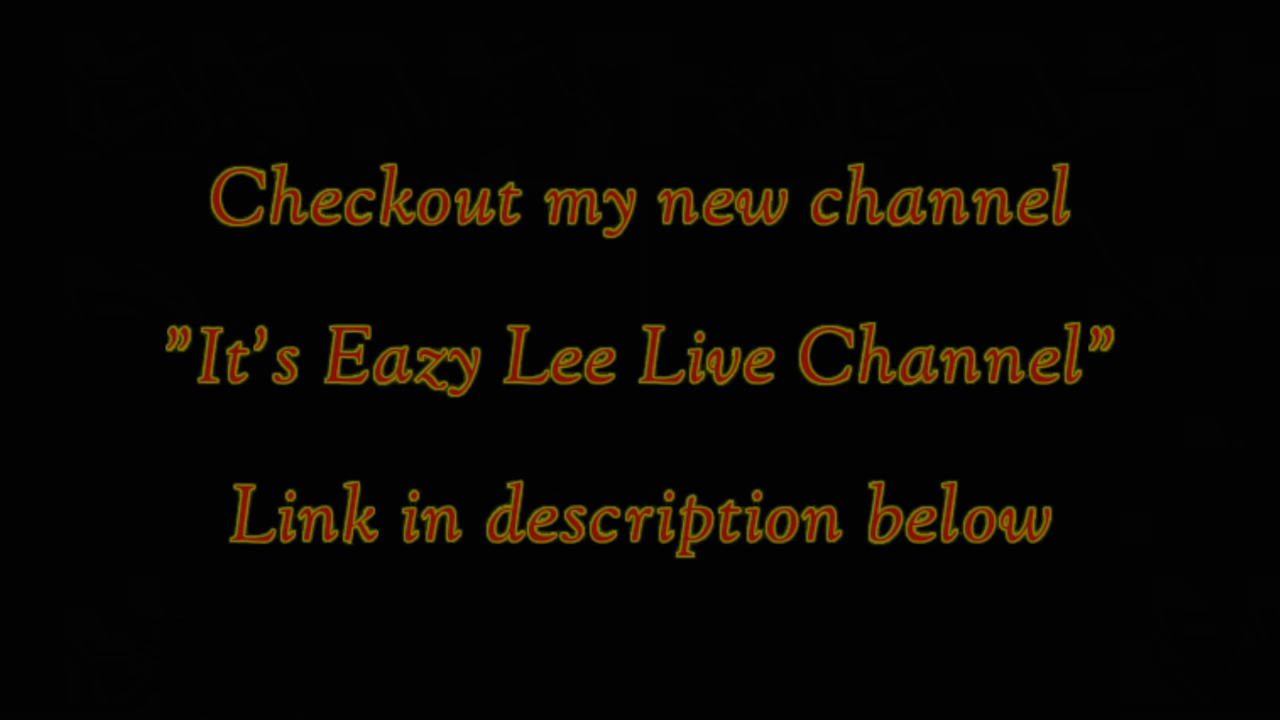 Checkout my new channel
”It’s Eazy Lee Live Channel”
Link in description below